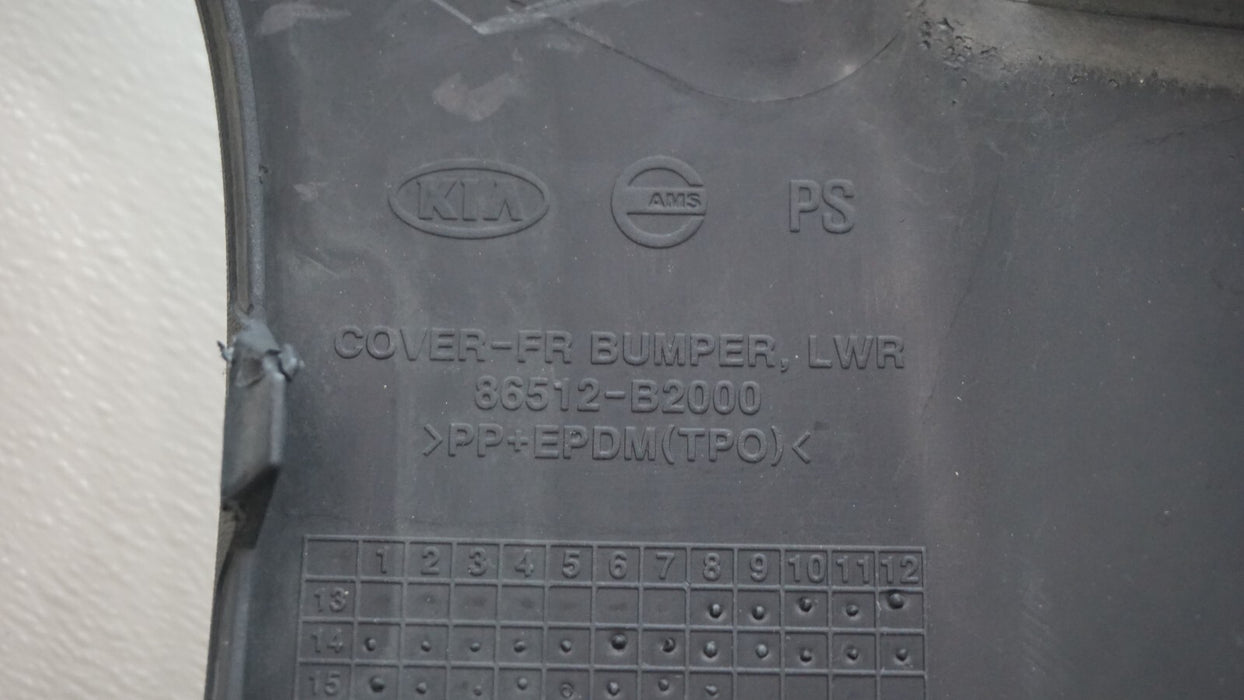 KIA AMS PS
COVER-FR BUMPER, LWR
86512-B2000
>PP+EPDM(TPO)<
1 2 3 4 5 6 7 8 9 10 11 12
13
14
15